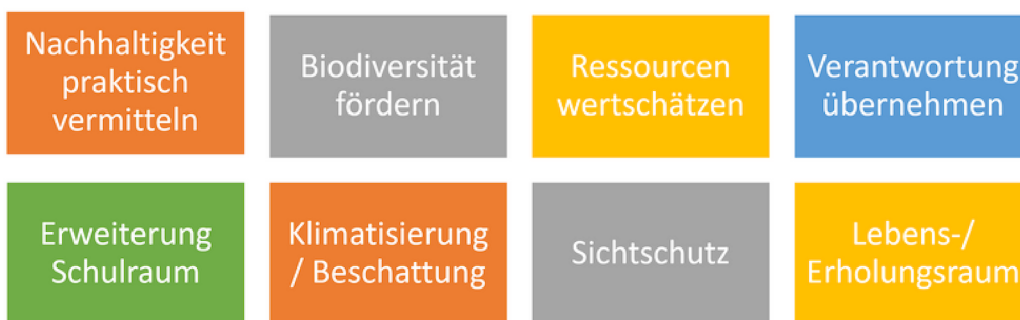 Nachhaltigkeit
praktisch
vermitteln
Biodiversität
fördern
Ressourcen
wertschätzen
Verantwortung
übernehmen
Erweiterung
Schulraum
Klimatisierung
/ Beschattung
Sichtschutz
Lebens-/
Erholungsraum